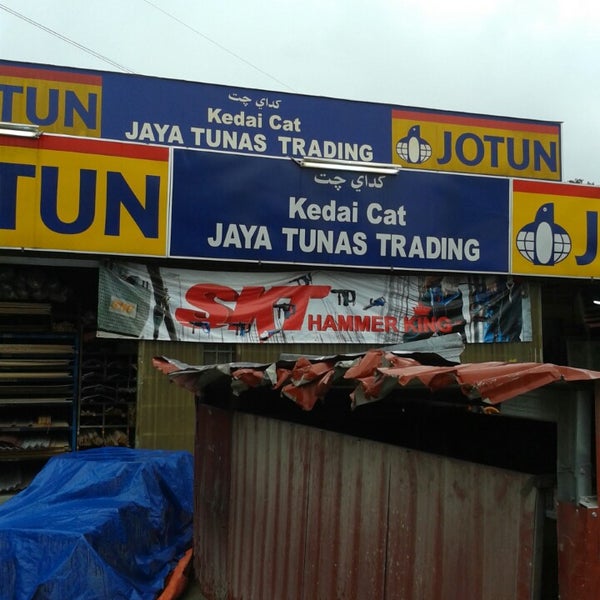 TUN
كداي چت
Kedai Cat
JAYA TUNAS TRADING
JOTUN
TUN
كداي چت
Kedai Cat
JAYA TUNAS TRADING
J
SKT HAMMER KING